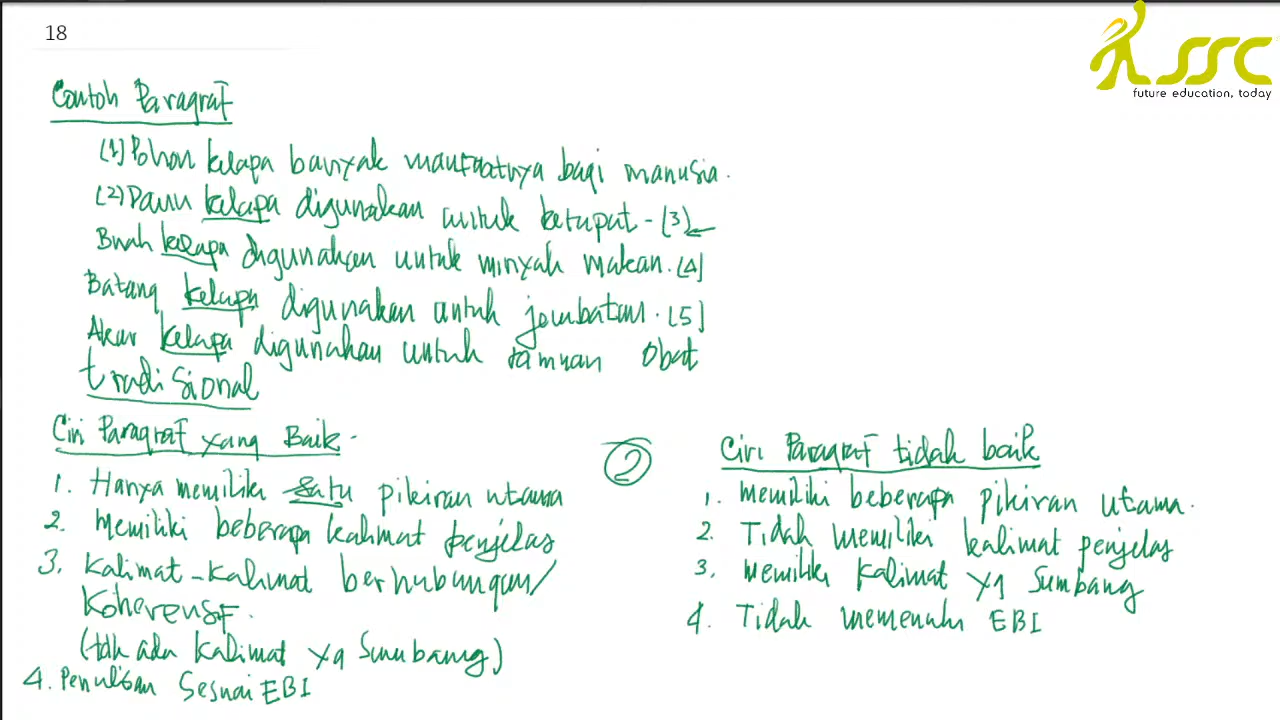 18
SSC
future education, today
Contoh Paragraf
(1) Pohon kelapa banyak manfaatnya bagi manusia.
(2) Daun kelapa digunakan untuk ketupat. (3)
Buah kelapa digunakan untuk minyak makan. (4)
Batang kelapa digunakan untuk jembatan. (5)
Akar kelapa digunakan untuk ramuan obat
tradisional
Ciri Paragraf yang Baik.
1. Hanya memiliki satu pikiran utama
2. Memiliki beberapa kalimat penjelas
3. Kalimat-kalimat berhubungan/
Koherensif.
(tdk ada kalimat yg sumbang)
4. Penulisan Sesuai EBI
2
Ciri Paragraf tidak baik
1. memiliki beberapa pikiran utama.
2. Tidak memiliki kalimat penjelas
3. memiliki kalimat yg sumbang
4. Tidak memenuhi EBI